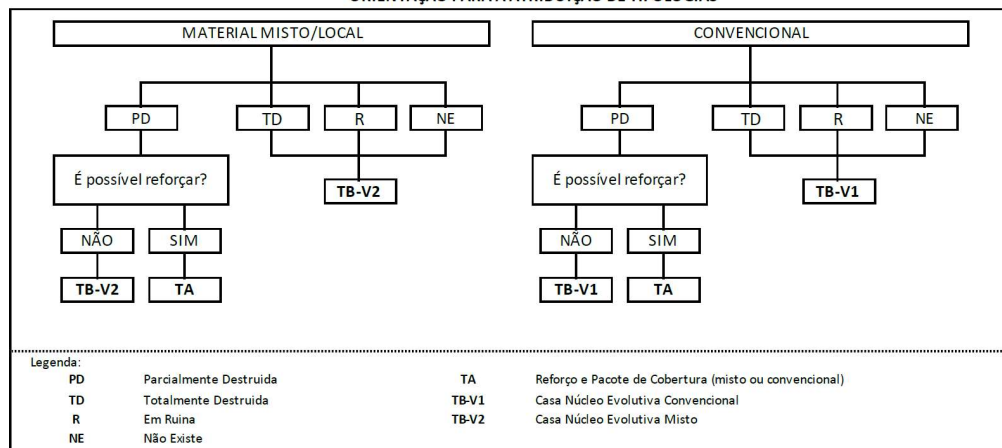 MATERIAL MISTO/LOCAL
CONVENCIONAL
PD
TD
R
NE
PD
TD
R
NE
É possível reforçar?
TB-V2
É possível reforçar?
TB-V1
NÃO
SIM
NÃO
SIM
TB-V2
TA
TB-V1
TA
Legenda:
PD Parcialmente Destruida TA Reforço e Pacote de Cobertura (misto ou convencional)
TD Totalmente Destruida TB-V1 Casa Núcleo Evolutiva Convencional
R Em Ruina TB-V2 Casa Núcleo Evolutiva Misto
NE Não Existe